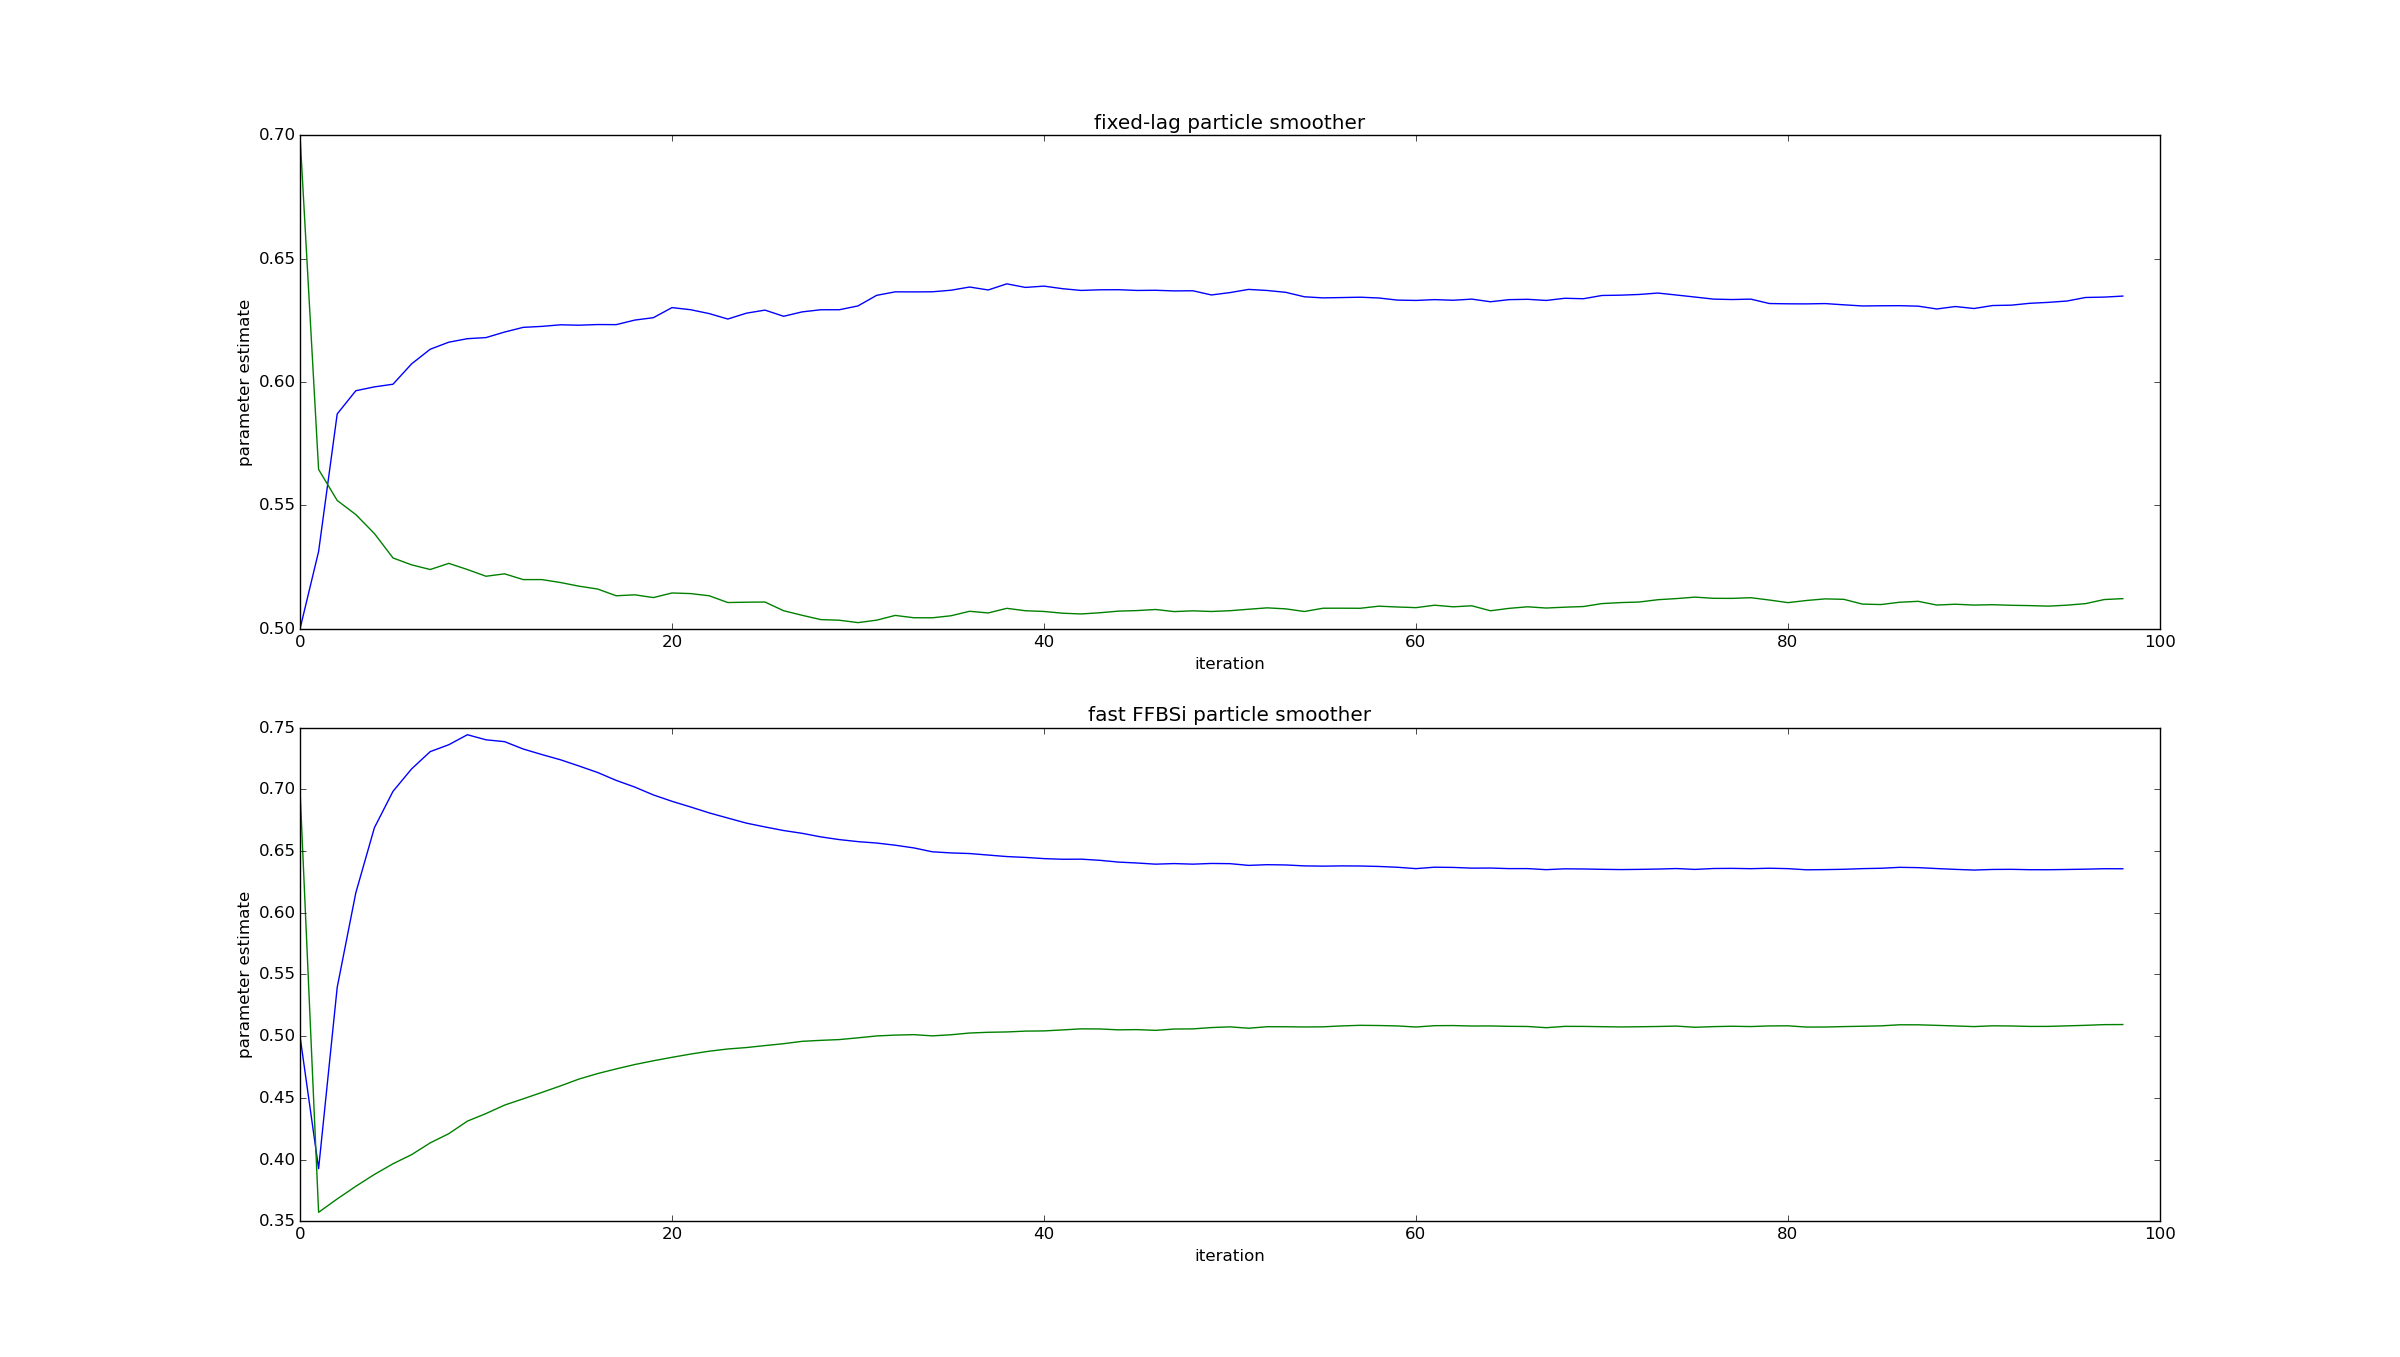 fixed-lag particle smoother
0.70
0.65
0.60
0.55
0.50
parameter estimate
0 20 40 60 80 100
iteration
fast FFBSi particle smoother
0.75
0.70
0.65
0.60
0.55
0.50
0.45
0.40
0.35
parameter estimate
0 20 40 60 80 100
iteration